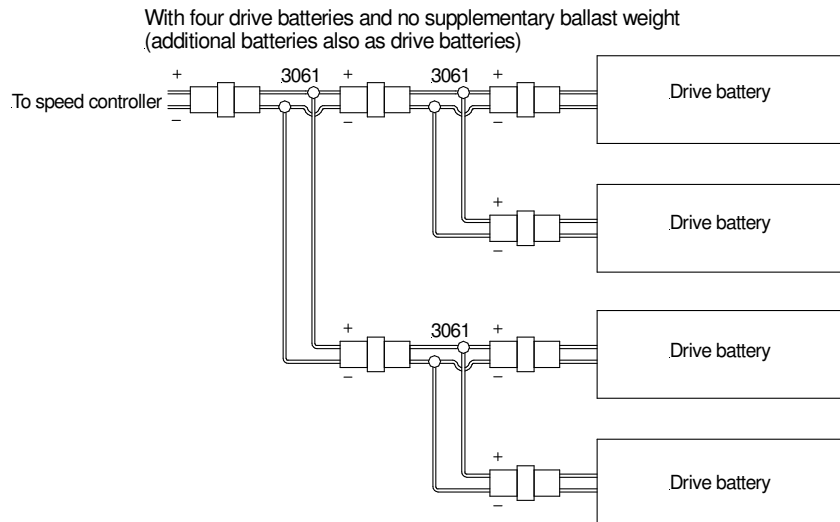 With four drive batteries and no supplementary ballast weight
(additional batteries also as drive batteries)
+ 3061 + 3061 + Drive battery
To speed controller
– – –
+ Drive battery
–
+ 3061 + Drive battery
– –
+ Drive battery
–